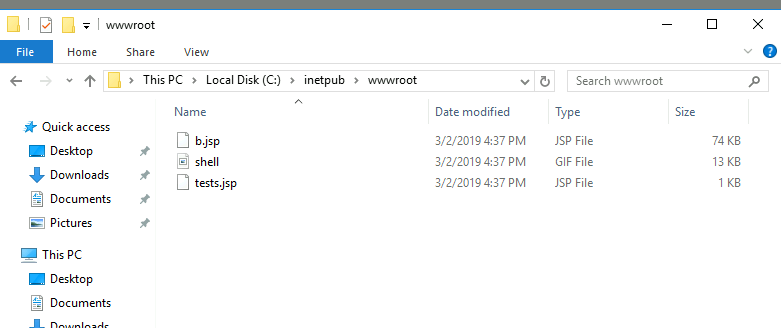 wwwroot
File Home Share View
This PC Local Disk (C:) inetpub wwwroot Search wwwroot
Name Date modified Type Size
Quick access
b.jsp 3/2/2019 4:37 PM JSP File 74 KB
Desktop
shell 3/2/2019 4:37 PM GIF File 13 KB
Downloads
tests.jsp 3/2/2019 4:37 PM JSP File 1 KB
Documents
Pictures
This PC
Desktop
Documents
Downloads